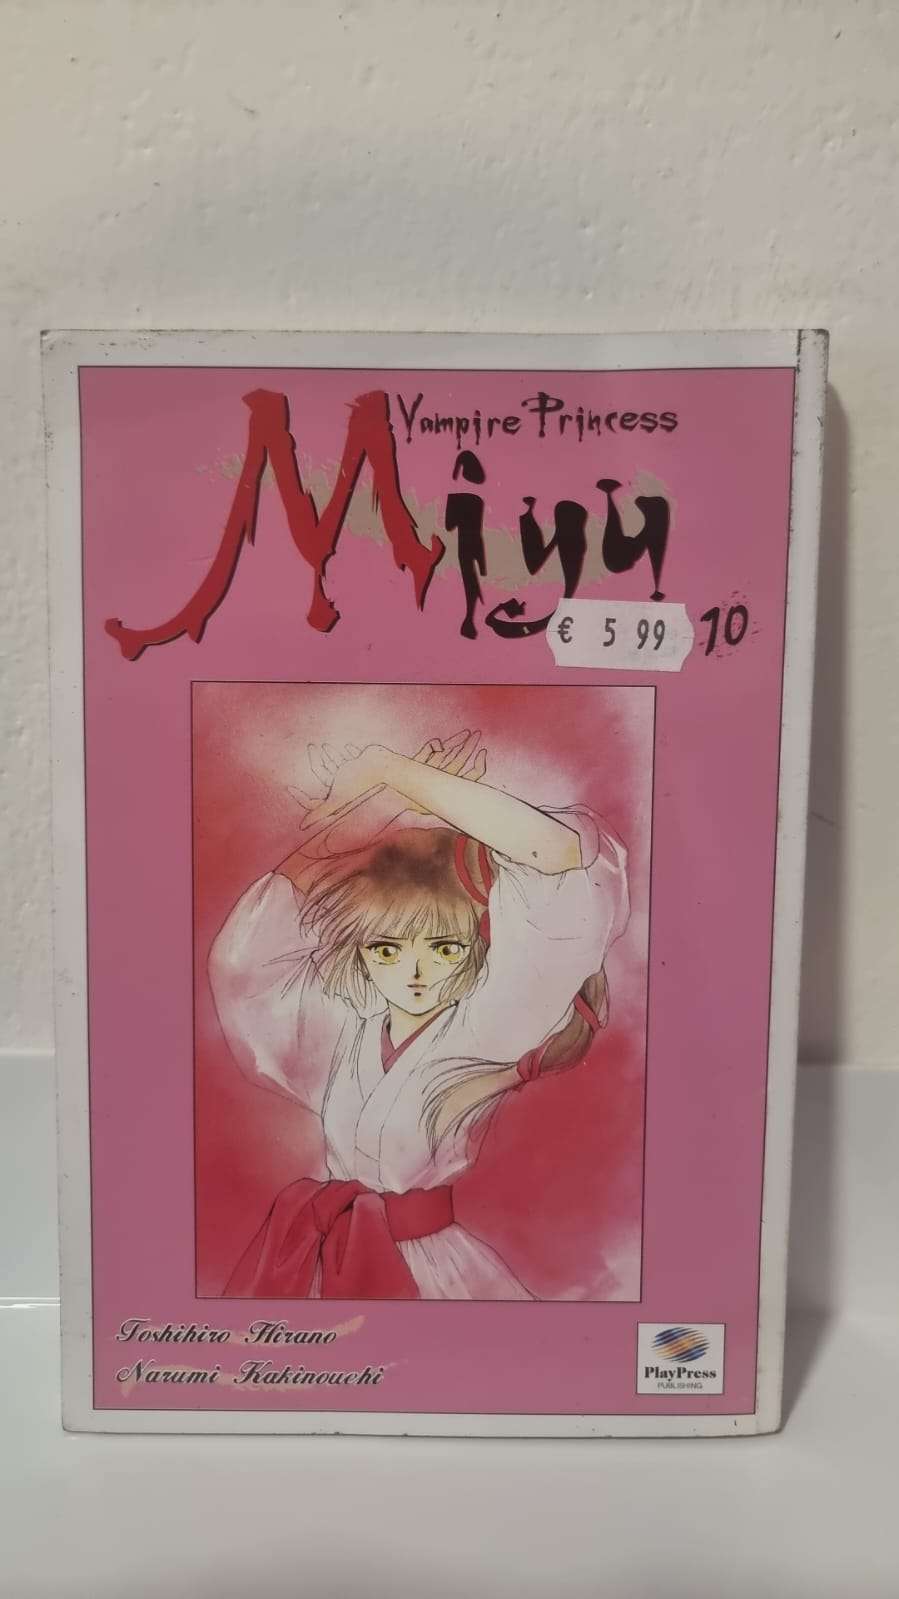 Vampire Princess
Miyu
€ 5 99
10
Toshihiro Hirano
Narumi Kakinouchi
PlayPress
PUBLISHING